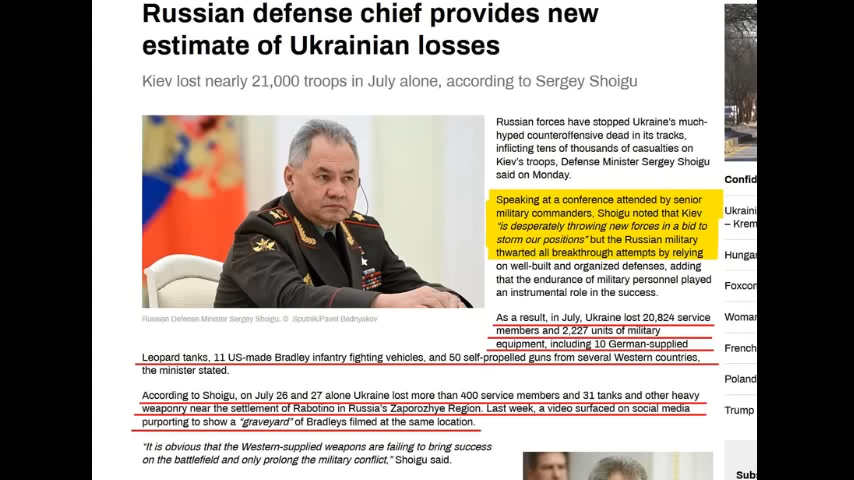 Russian defense chief provides new
estimate of Ukrainian losses
Kiev lost nearly 21,000 troops in July alone, according to Sergey Shoigu
Russian forces have stopped Ukraine's much-
hyped counteroffensive dead in its tracks,
inflicting tens of thousands of casualties on
Kiev's troops, Defense Minister Sergey Shoigu
said on Monday.
Speaking at a conference attended by senior
military commanders, Shoigu noted that Kiev
"is desperately throwing new forces in a bid to
storm our positions" but the Russian military
thwarted all breakthrough attempts by relying
on well-built and organized defenses, adding
that the endurance of military personnel played
an instrumental role in the success.
Russian Defense Minister Sergey Shoigu. © Sputnik/Pavel Bednyakov
As a result, in July, Ukraine lost 20,824 service
members and 2,227 units of military
equipment, including 10 German-supplied
Leopard tanks, 11 US-made Bradley infantry fighting vehicles, and 50 self-propelled guns from several Western countries,
the minister stated.
According to Shoigu, on July 26 and 27 alone Ukraine lost more than 400 service members and 31 tanks and other heavy
weaponry near the settlement of Rabotino in Russia's Zaporozhye Region. Last week, a video surfaced on social media
purporting to show a "graveyard" of Bradleys filmed at the same location.
"It is obvious that the Western-supplied weapons are failing to bring success
on the battlefield and only prolong the military conflict," Shoigu said.
Confid
Ukraini
– Krem
Hungar
Foxcor
Woman
French
Poland
Trump
Subs